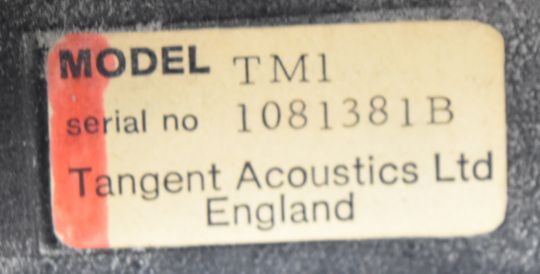 MODEL TM1
serial no 1081381B
Tangent Acoustics Ltd
England